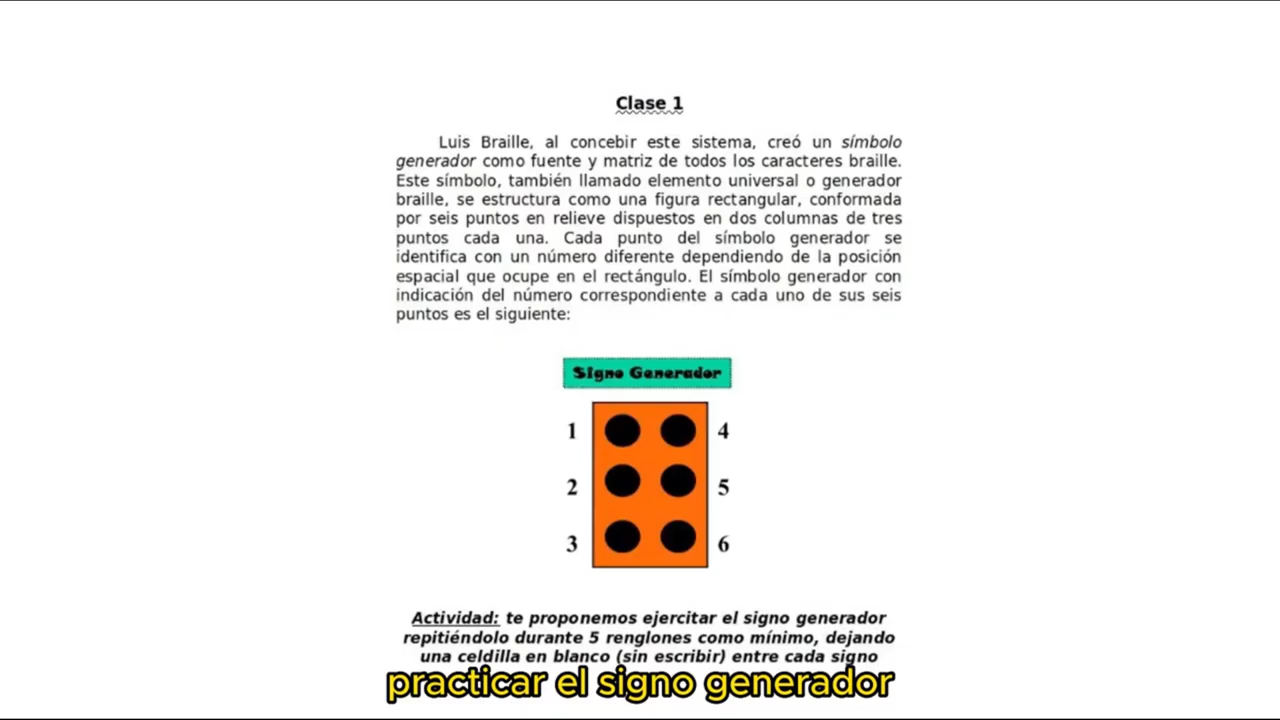 Clase 1
Luis Braille, al concebir este sistema, creó un símbolo
generador como fuente y matriz de todos los caracteres braille.
Este símbolo, también llamado elemento universal o generador
braille, se estructura como una figura rectangular, conformada
por seis puntos en relieve dispuestos en dos columnas de tres
puntos cada una. Cada punto del símbolo generador se
identifica con un número diferente dependiendo de la posición
espacial que ocupe en el rectángulo. El símbolo generador con
indicación del número correspondiente a cada uno de sus seis
puntos es el siguiente:
Signo Generador
1 4
2 5
3 6
Actividad: te proponemos ejercitar el signo generador
repitiéndolo durante 5 renglones como mínimo, dejando
una celdilla en blanco (sin escribir) entre cada signo
practicar el signo generador